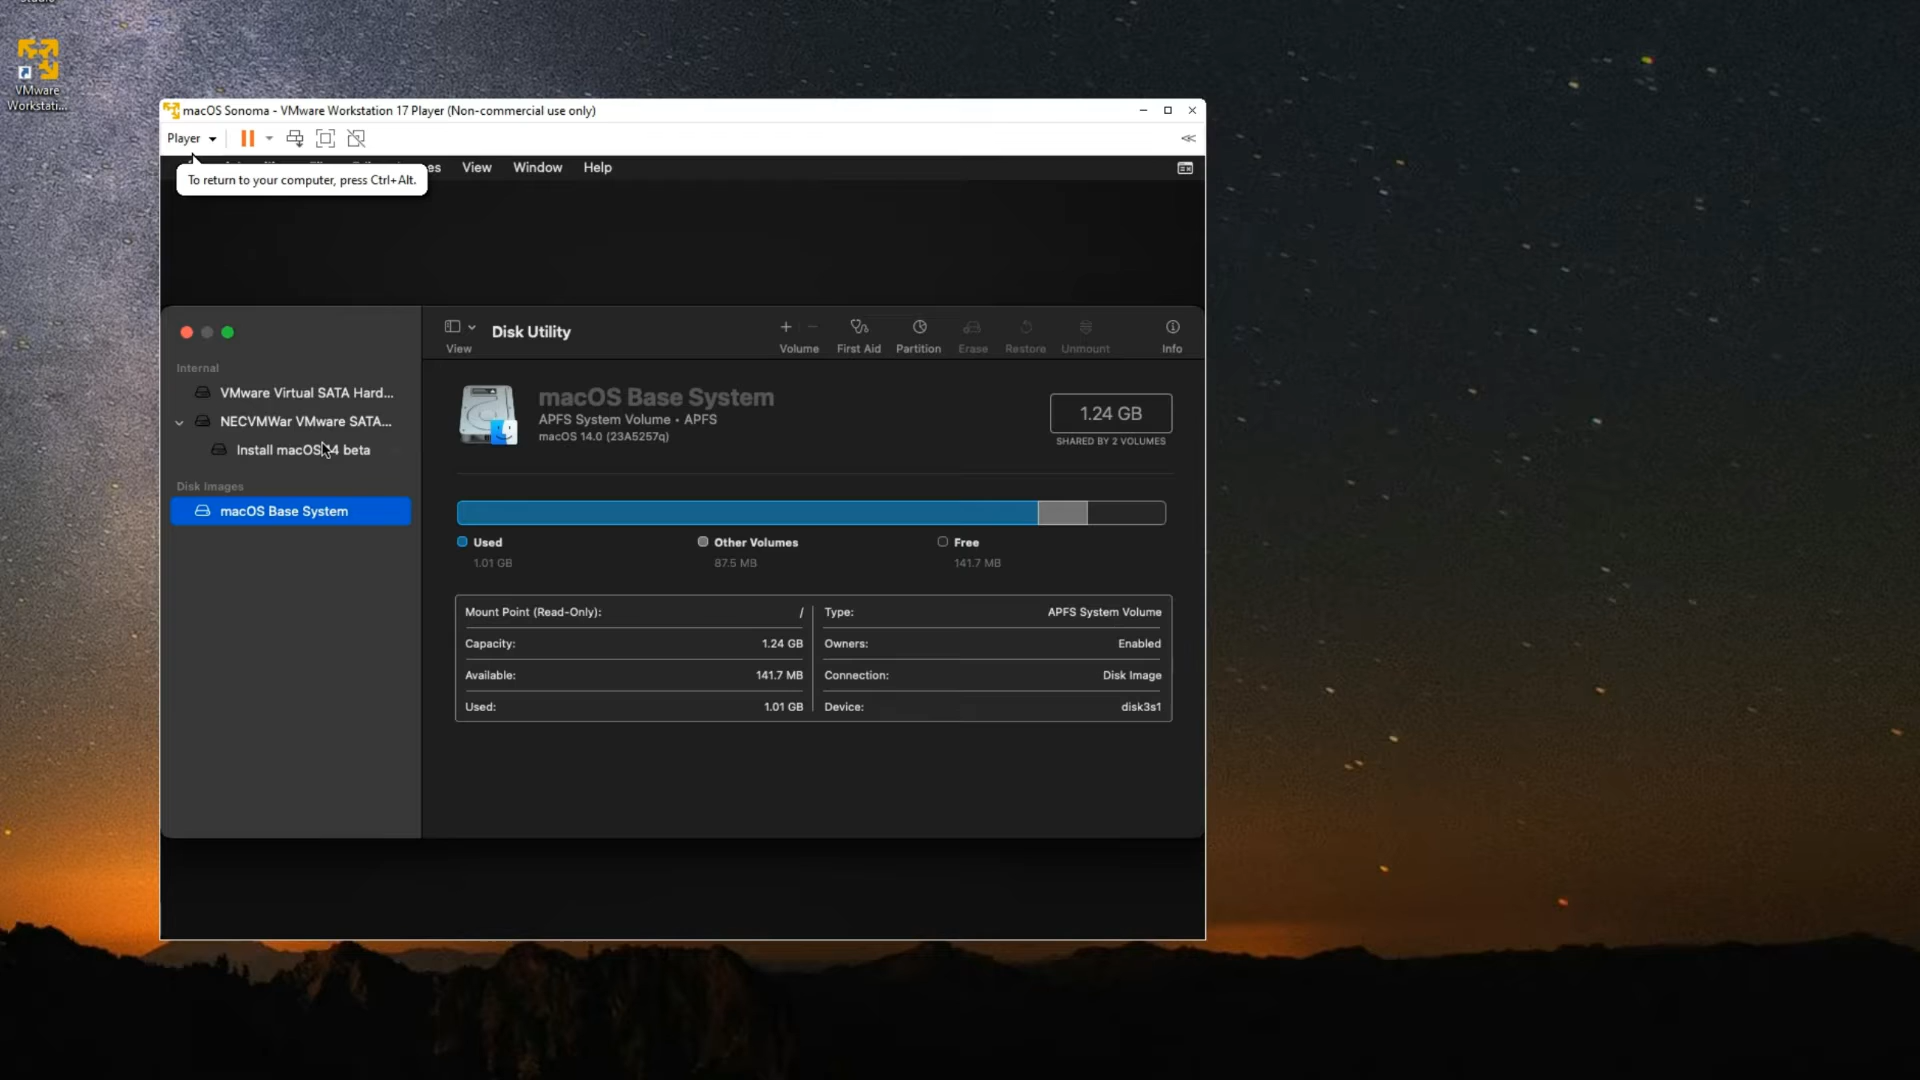 VMware
Workstati...
macOS Sonoma - VMware Workstation 17 Player (Non-commercial use only)
Player
To return to your computer, press Ctrl+Alt.
View
Window
Help
View
Disk Utility
Volume
First Aid
Partition
Erase
Restore
Unmount
Info
Internal
VMware Virtual SATA Hard...
NECVMWar VMware SATA...
Install macOS 14 beta
Disk Images
macOS Base System
macOS Base System
APFS System Volume • APFS
macOS 14.0 (23A5257q)
1.24 GB
SHARED BY 2 VOLUMES
Used
1.01 GB
Other Volumes
87.5 MB
Free
141.7 MB
Mount Point (Read-Only): /
Capacity: 1.24 GB
Available: 141.7 MB
Used: 1.01 GB
Type: APFS System Volume
Owners: Enabled
Connection: Disk Image
Device: disk3s1